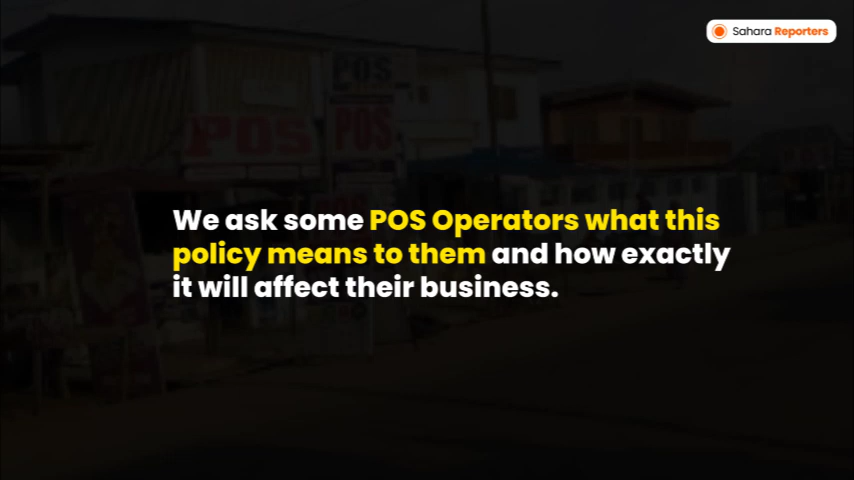 Sahara Reporters
POS
POS
POS
We ask some POS Operators what this
policy means to them and how exactly
it will affect their business.